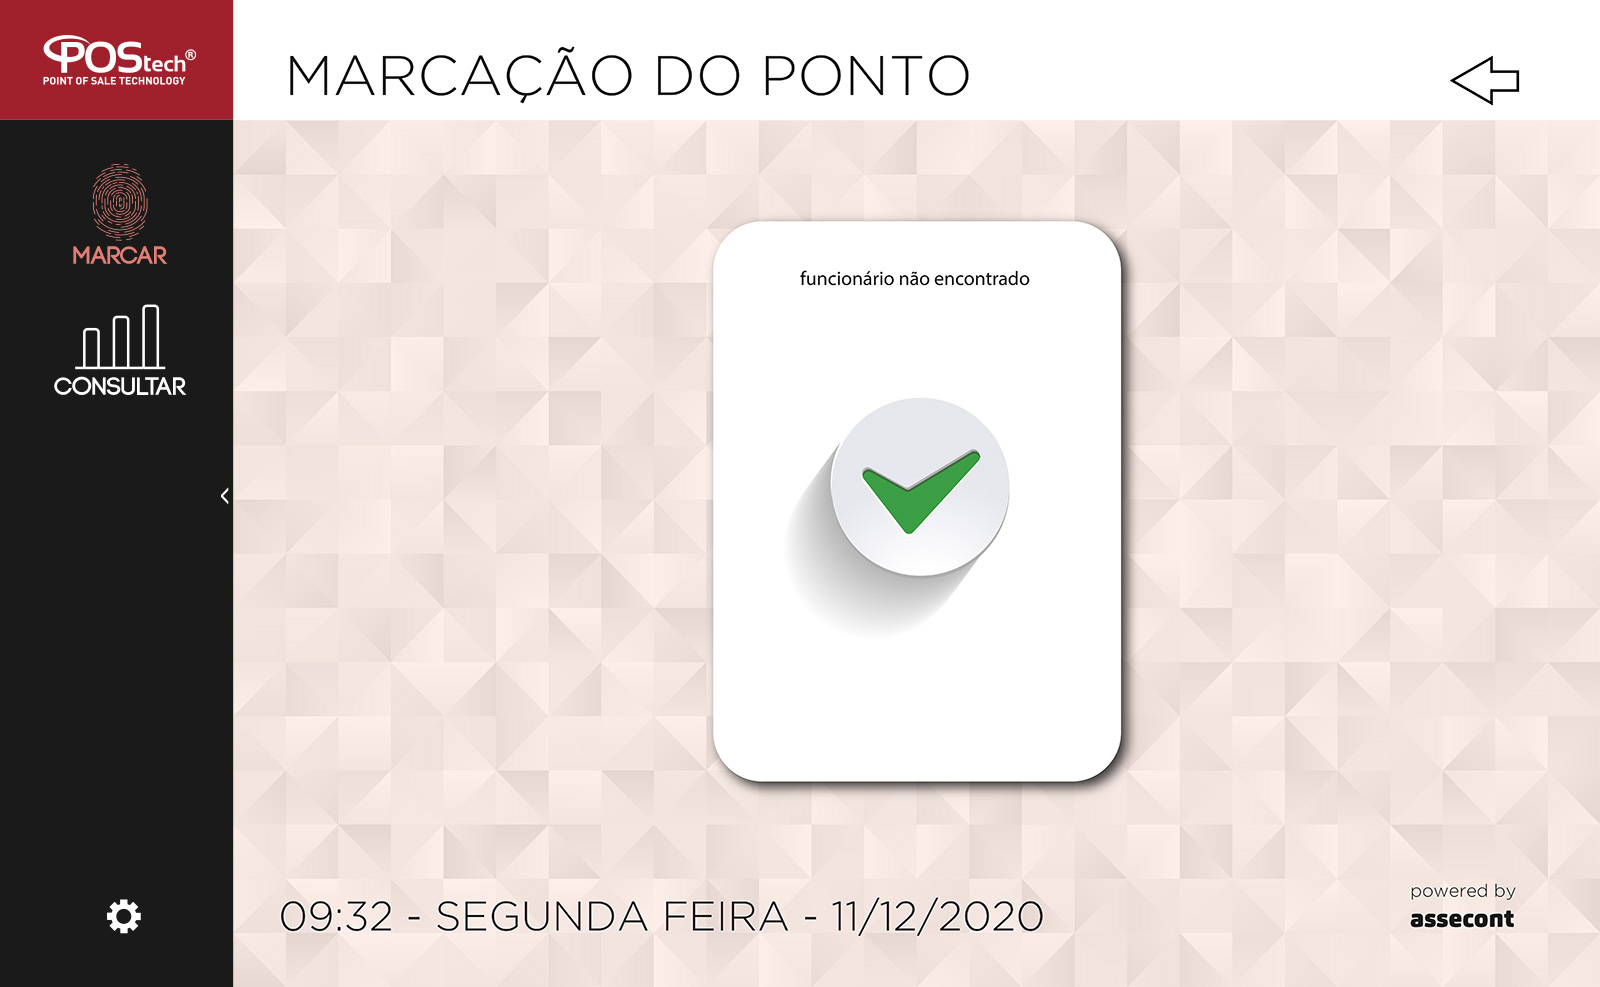 POStech®
POINT OF SALE TECHNOLOGY
MARCAÇÃO DO PONTO
MARCAR
CONSULTAR
funcionário não encontrado
09:32 - SEGUNDA FEIRA - 11/12/2020
powered by
assecont